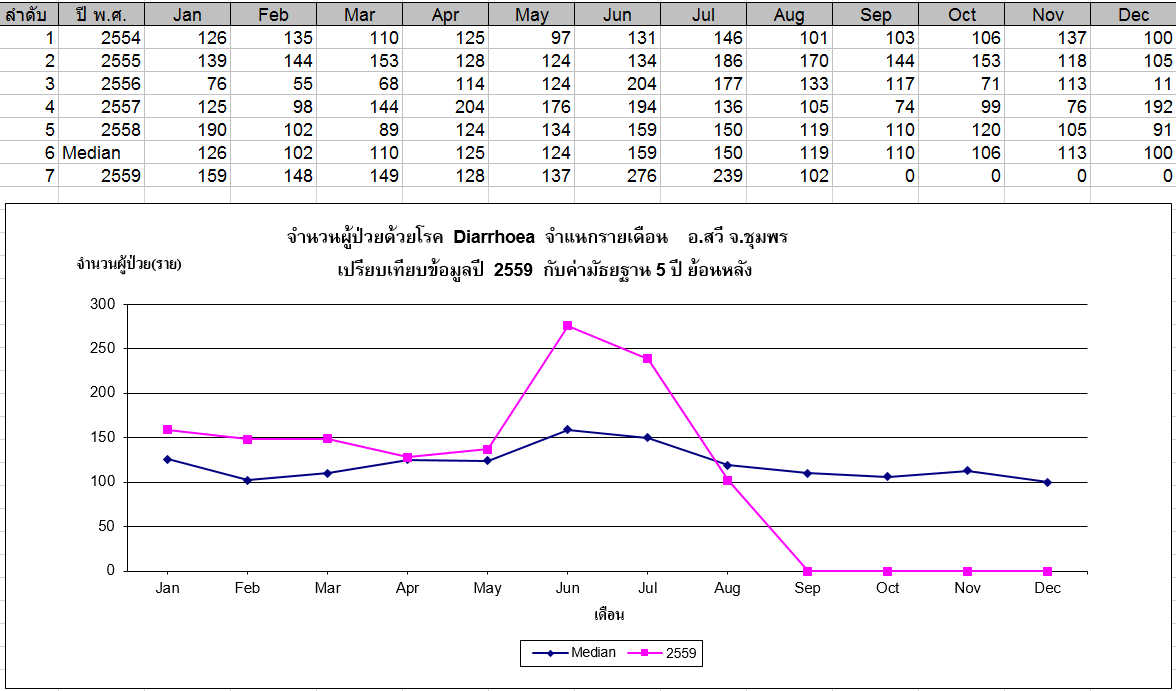 ลำดับ ปี พ.ศ. Jan Feb Mar Apr May Jun Jul Aug Sep Oct Nov Dec
1 2554 126 135 110 125 97 131 146 101 103 106 137 100
2 2555 139 144 153 128 124 134 186 170 144 153 118 105
3 2556 76 55 68 114 124 204 177 133 117 71 113 11
4 2557 125 98 144 204 176 194 136 105 74 99 76 192
5 2558 190 102 89 124 134 159 150 119 110 120 105 91
6 Median 126 102 110 125 124 159 150 119 110 106 113 100
7 2559 159 148 149 128 137 276 239 102 0 0 0 0
จำนวนผู้ป่วยด้วยโรค Diarrhoea จำแนกรายเดือน อ.สวี จ.ชุมพร
เปรียบเทียบข้อมูลปี 2559 กับค่ามัธยฐาน 5 ปี ย้อนหลัง
จำนวนผู้ป่วย(ราย)
300
250
200
150
100
50
0
Jan Feb Mar Apr May Jun Jul Aug Sep Oct Nov Dec
เดือน
Median 2559